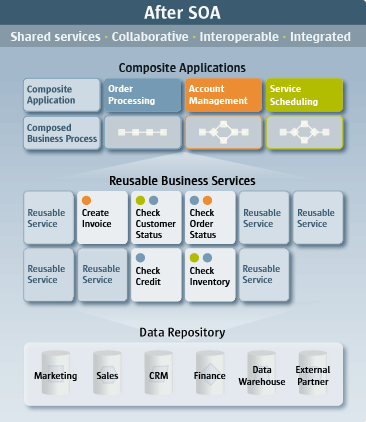 After SOA
Shared services · Collaborative · Interoperable · Integrated
Composite Applications
Composite
Application
Order
Processing
Account
Management
Service
Scheduling
Composed
Business Process
Reusable Business Services
Reusable
Service
Create
Invoice
Check
Customer
Status
Check
Order
Status
Reusable
Service
Reusable
Service
Reusable
Service
Reusable
Service
Check
Credit
Check
Inventory
Reusable
Service
Data Repository
Marketing
Sales
CRM
Finance
Data
Warehouse
External
Partner